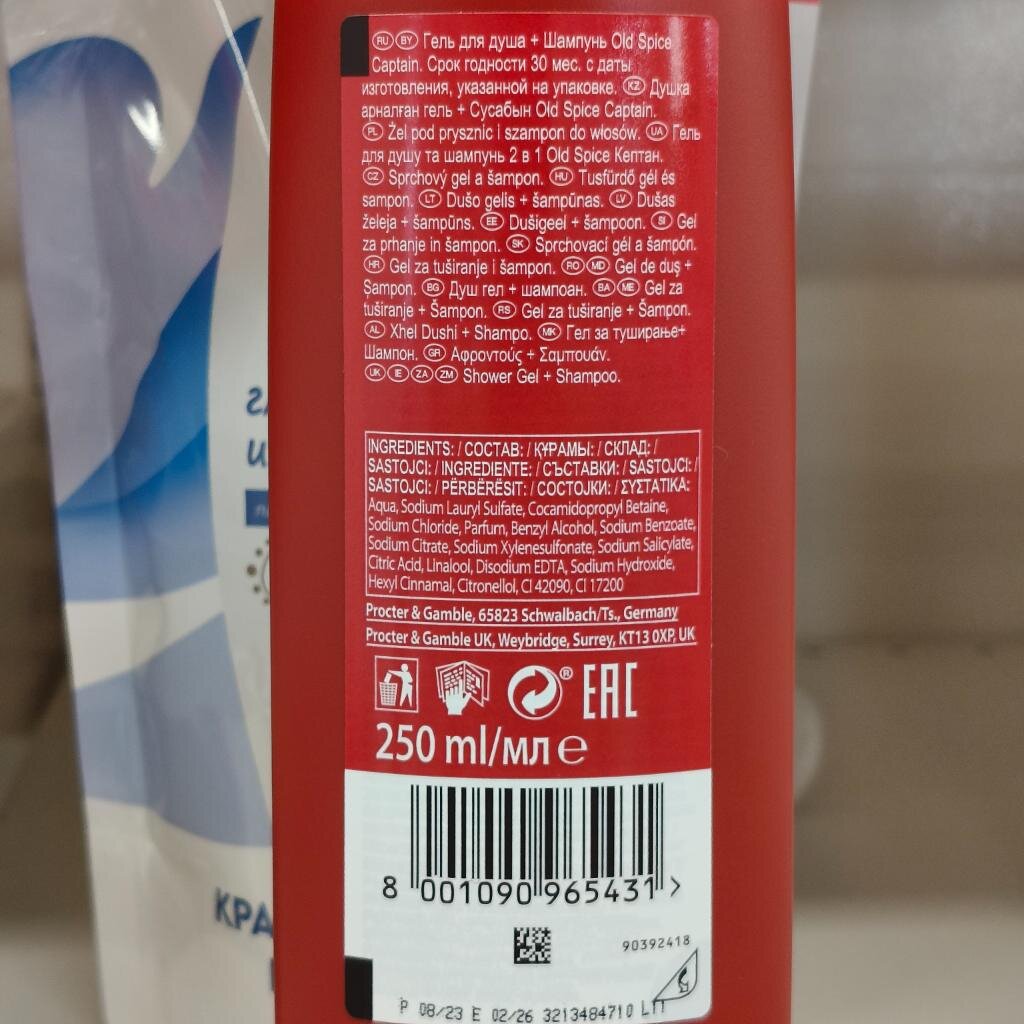 RU BY Гель для душа + Шампунь Old Spice
Captain. Срок годности 30 мес. с даты
изготовления, указанной на упаковке. KZ Душка
арналған гель + Сусабын Old Spice Captain.
PL Żel pod prysznic i szampon do włosów. UA Гель
для душу та шампунь 2 в 1 Old Spice Кептан.
CZ Sprchový gel a šampon. HU Tusfürdő gél és
sampon. LT Dušo gelis + šampūnas. LV Dušas
želeja + šampūns. EE Dušigeel + šampoon. SI Gel
za prhanje in šampon. SK Sprchovací gél a šampón.
HR Gel za tuširanje i šampon. RO MD Gel de duș +
Șampon. BG Душ гел + шампоан. BA ME Gel za
tuširanje + Šampon. RS Gel za tuširanje + Šampon.
AL Xhel Dushi + Shampo. MK Гел за туширање+
Шампон. GR Αφροντούς + Σαμπουάν.
UK IE ZA ZM Shower Gel + Shampoo.
INGREDIENTS: / СОСТАВ: / ҚҰРАМЫ: / СКЛАД: /
SASTOJCI: / INGREDIENTE: / СЪСТАВКИ: / SASTOJCI: /
SASTOJCI: / PËRBËRËSIT: / СОСТОЈКИ: / ΣΥΣΤΑΤΙΚΑ:
Aqua, Sodium Lauryl Sulfate, Cocamidopropyl Betaine,
Sodium Chloride, Parfum, Benzyl Alcohol, Sodium Benzoate,
Sodium Citrate, Sodium Xylenesulfonate, Sodium Salicylate,
Citric Acid, Linalool, Disodium EDTA, Sodium Hydroxide,
Hexyl Cinnamal, Citronellol, CI 42090, CI 17200
Procter & Gamble, 65823 Schwalbach/Ts., Germany
Procter & Gamble UK, Weybridge, Surrey, KT13 0XP, UK
® EAC
250 ml/мл e
8 001090 965431 >
90392418
P 08/23 E 02/26 3213484710
КРА